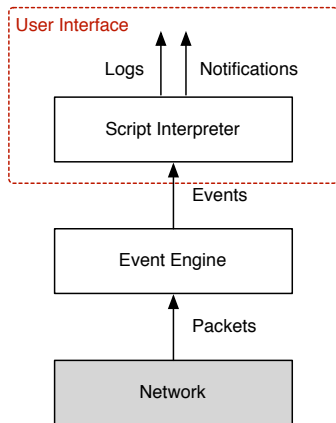 User Interface
Logs Notifications
Script Interpreter
Events
Event Engine
Packets
Network